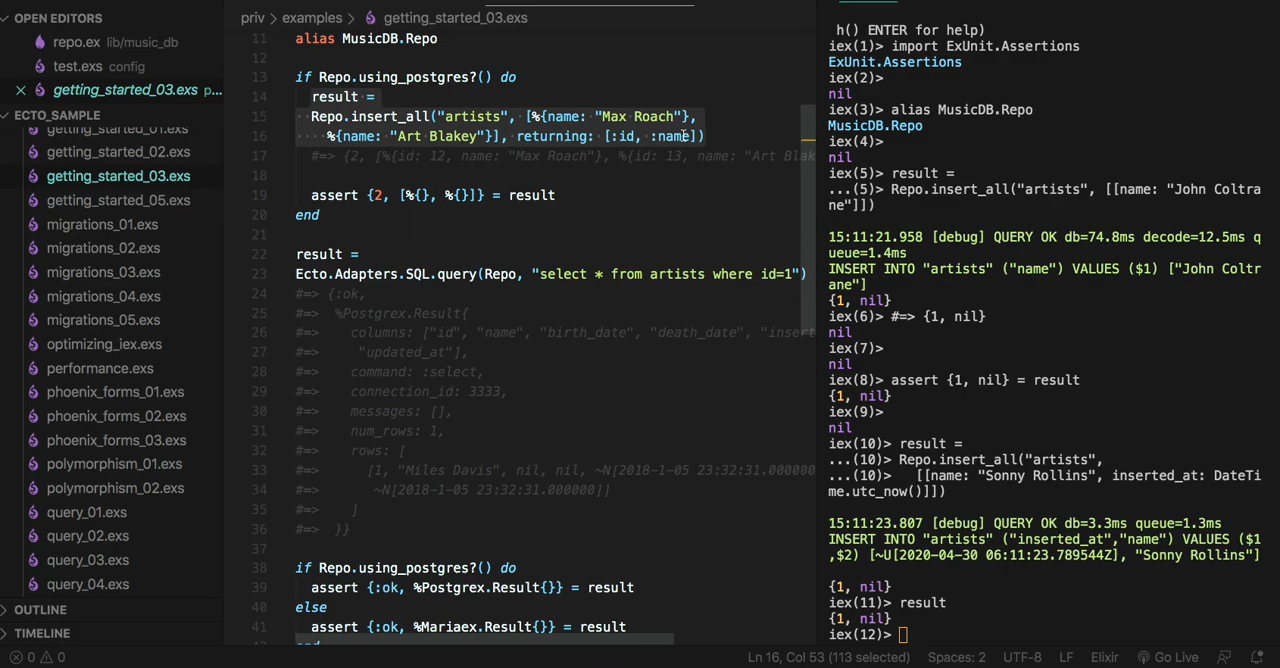 OPEN EDITORS
repo.ex lib/music_db
test.exs config
getting_started_03.exs p...
ECTO_SAMPLE
getting_started_01.exs
getting_started_02.exs
getting_started_03.exs
getting_started_05.exs
migrations_01.exs
migrations_02.exs
migrations_03.exs
migrations_04.exs
migrations_05.exs
optimizing_iex.exs
performance.exs
phoenix_forms_01.exs
phoenix_forms_02.exs
phoenix_forms_03.exs
polymorphism_01.exs
polymorphism_02.exs
query_01.exs
query_02.exs
query_03.exs
query_04.exs
OUTLINE
TIMELINE
priv > examples > getting_started_03.exs
11 alias MusicDB.Repo
12
13 if Repo.using_postgres?() do
14 result =
15 Repo.insert_all("artists", [%{name: "Max Roach"},
16 %{name: "Art Blakey"}], returning: [:id, :name])
17 #=> {2, [%{id: 12, name: "Max Roach"}, %{id: 13, name: "Art Blak
18
19 assert {2, [%{}, %{}]} = result
20 end
21
22 result =
23 Ecto.Adapters.SQL.query(Repo, "select * from artists where id=1")
24 #=> {:ok,
25 #=> %Postgrex.Result{
26 #=> columns: ["id", "name", "birth_date", "death_date", "insert
27 #=> "updated_at"],
28 #=> command: :select,
29 #=> connection_id: 3333,
30 #=> messages: [],
31 #=> num_rows: 1,
32 #=> rows: [
33 #=> [1, "Miles Davis", nil, nil, ~N[2018-1-05 23:32:31.000000
34 #=> ~N[2018-1-05 23:32:31.000000]]
35 #=> ]
36 #=> }}
37
38 if Repo.using_postgres?() do
39 assert {:ok, %Postgrex.Result{}} = result
40 else
41 assert {:ok, %Mariaex.Result{}} = result
h() ENTER for help)
iex(1)> import ExUnit.Assertions
ExUnit.Assertions
iex(2)>
nil
iex(3)> alias MusicDB.Repo
MusicDB.Repo
iex(4)>
nil
iex(5)> result =
...(5)> Repo.insert_all("artists", [[name: "John Coltra
ne"]])
15:11:21.958 [debug] QUERY OK db=74.8ms decode=12.5ms q
ueue=1.4ms
INSERT INTO "artists" ("name") VALUES ($1) ["John Coltr
ane"]
{1, nil}
iex(6)> #=> {1, nil}
nil
iex(7)>
nil
iex(8)> assert {1, nil} = result
{1, nil}
iex(9)>
nil
iex(10)> result =
...(10)> Repo.insert_all("artists",
...(10)> [[name: "Sonny Rollins", inserted_at: DateTi
me.utc_now()]])
15:11:23.807 [debug] QUERY OK db=3.3ms queue=1.3ms
INSERT INTO "artists" ("inserted_at","name") VALUES ($1
,$2) [~U[2020-04-30 06:11:23.789544Z], "Sonny Rollins"]
{1, nil}
iex(11)> result
{1, nil}
iex(12)>
0 0 Ln 16, Col 53 (113 selected) Spaces: 2 UTF-8 LF Elixir Go Live